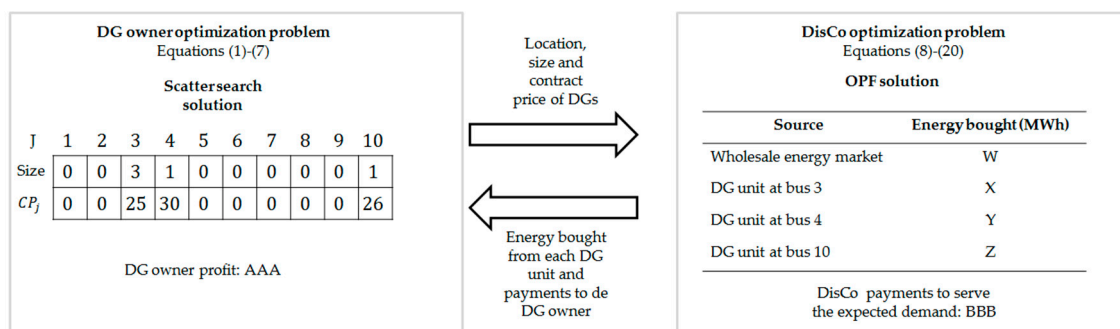 DG owner optimization problem
Equations (1)-(7)
Scatter search
solution
J 1 2 3 4 5 6 7 8 9 10
Size 0 0 3 1 0 0 0 0 0 1
CPj 0 0 25 30 0 0 0 0 0 26
DG owner profit: AAA
Location,
size and
contract
price of DGs
Energy bought
from each DG
unit and
payments to de
DG owner
DisCo optimization problem
Equations (8)-(20)
OPF solution
Source Energy bought (MWh)
Wholesale energy market W
DG unit at bus 3 X
DG unit at bus 4 Y
DG unit at bus 10 Z
DisCo payments to serve
the expected demand: BBB